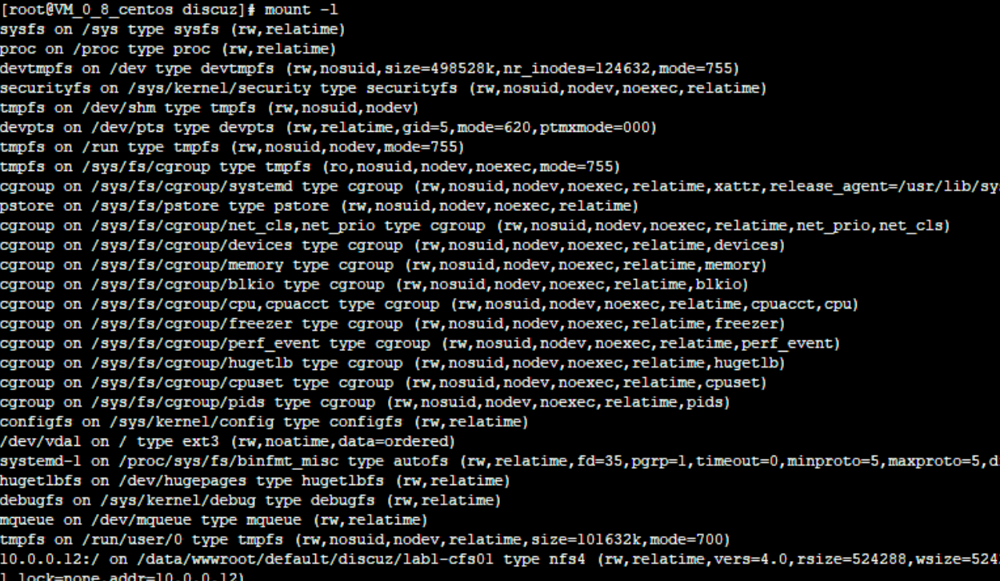 [root@VM_0_8_centos discuz]# mount -l
sysfs on /sys type sysfs (rw,relatime)
proc on /proc type proc (rw,relatime)
devtmpfs on /dev type devtmpfs (rw,nosuid,size=498528k,nr_inodes=124632,mode=755)
securityfs on /sys/kernel/security type securityfs (rw,nosuid,nodev,noexec,relatime)
tmpfs on /dev/shm type tmpfs (rw,nosuid,nodev)
devpts on /dev/pts type devpts (rw,relatime,gid=5,mode=620,ptmxmode=000)
tmpfs on /run type tmpfs (rw,nosuid,nodev,mode=755)
tmpfs on /sys/fs/cgroup type tmpfs (ro,nosuid,nodev,noexec,mode=755)
cgroup on /sys/fs/cgroup/systemd type cgroup (rw,nosuid,nodev,noexec,relatime,xattr,release_agent=/usr/lib/sys
pstore on /sys/fs/pstore type pstore (rw,nosuid,nodev,noexec,relatime)
cgroup on /sys/fs/cgroup/net_cls,net_prio type cgroup (rw,nosuid,nodev,noexec,relatime,net_prio,net_cls)
cgroup on /sys/fs/cgroup/devices type cgroup (rw,nosuid,nodev,noexec,relatime,devices)
cgroup on /sys/fs/cgroup/memory type cgroup (rw,nosuid,nodev,noexec,relatime,memory)
cgroup on /sys/fs/cgroup/blkio type cgroup (rw,nosuid,nodev,noexec,relatime,blkio)
cgroup on /sys/fs/cgroup/cpu,cpuacct type cgroup (rw,nosuid,nodev,noexec,relatime,cpuacct,cpu)
cgroup on /sys/fs/cgroup/freezer type cgroup (rw,nosuid,nodev,noexec,relatime,freezer)
cgroup on /sys/fs/cgroup/perf_event type cgroup (rw,nosuid,nodev,noexec,relatime,perf_event)
cgroup on /sys/fs/cgroup/hugetlb type cgroup (rw,nosuid,nodev,noexec,relatime,hugetlb)
cgroup on /sys/fs/cgroup/cpuset type cgroup (rw,nosuid,nodev,noexec,relatime,cpuset)
cgroup on /sys/fs/cgroup/pids type cgroup (rw,nosuid,nodev,noexec,relatime,pids)
configfs on /sys/kernel/config type configfs (rw,relatime)
/dev/vda1 on / type ext3 (rw,noatime,data=ordered)
systemd-1 on /proc/sys/fs/binfmt_misc type autofs (rw,relatime,fd=35,pgrp=1,timeout=0,minproto=5,maxproto=5,di
hugetlbfs on /dev/hugepages type hugetlbfs (rw,relatime)
debugfs on /sys/kernel/debug type debugfs (rw,relatime)
mqueue on /dev/mqueue type mqueue (rw,relatime)
tmpfs on /run/user/0 type tmpfs (rw,nosuid,nodev,relatime,size=101632k,mode=700)
10.0.0.12:/ on /data/wwwroot/default/discuz/lab1-cfs01 type nfs4 (rw,relatime,vers=4.0,rsize=524288,wsize=524
l_lock=none,addr=10.0.0.12)